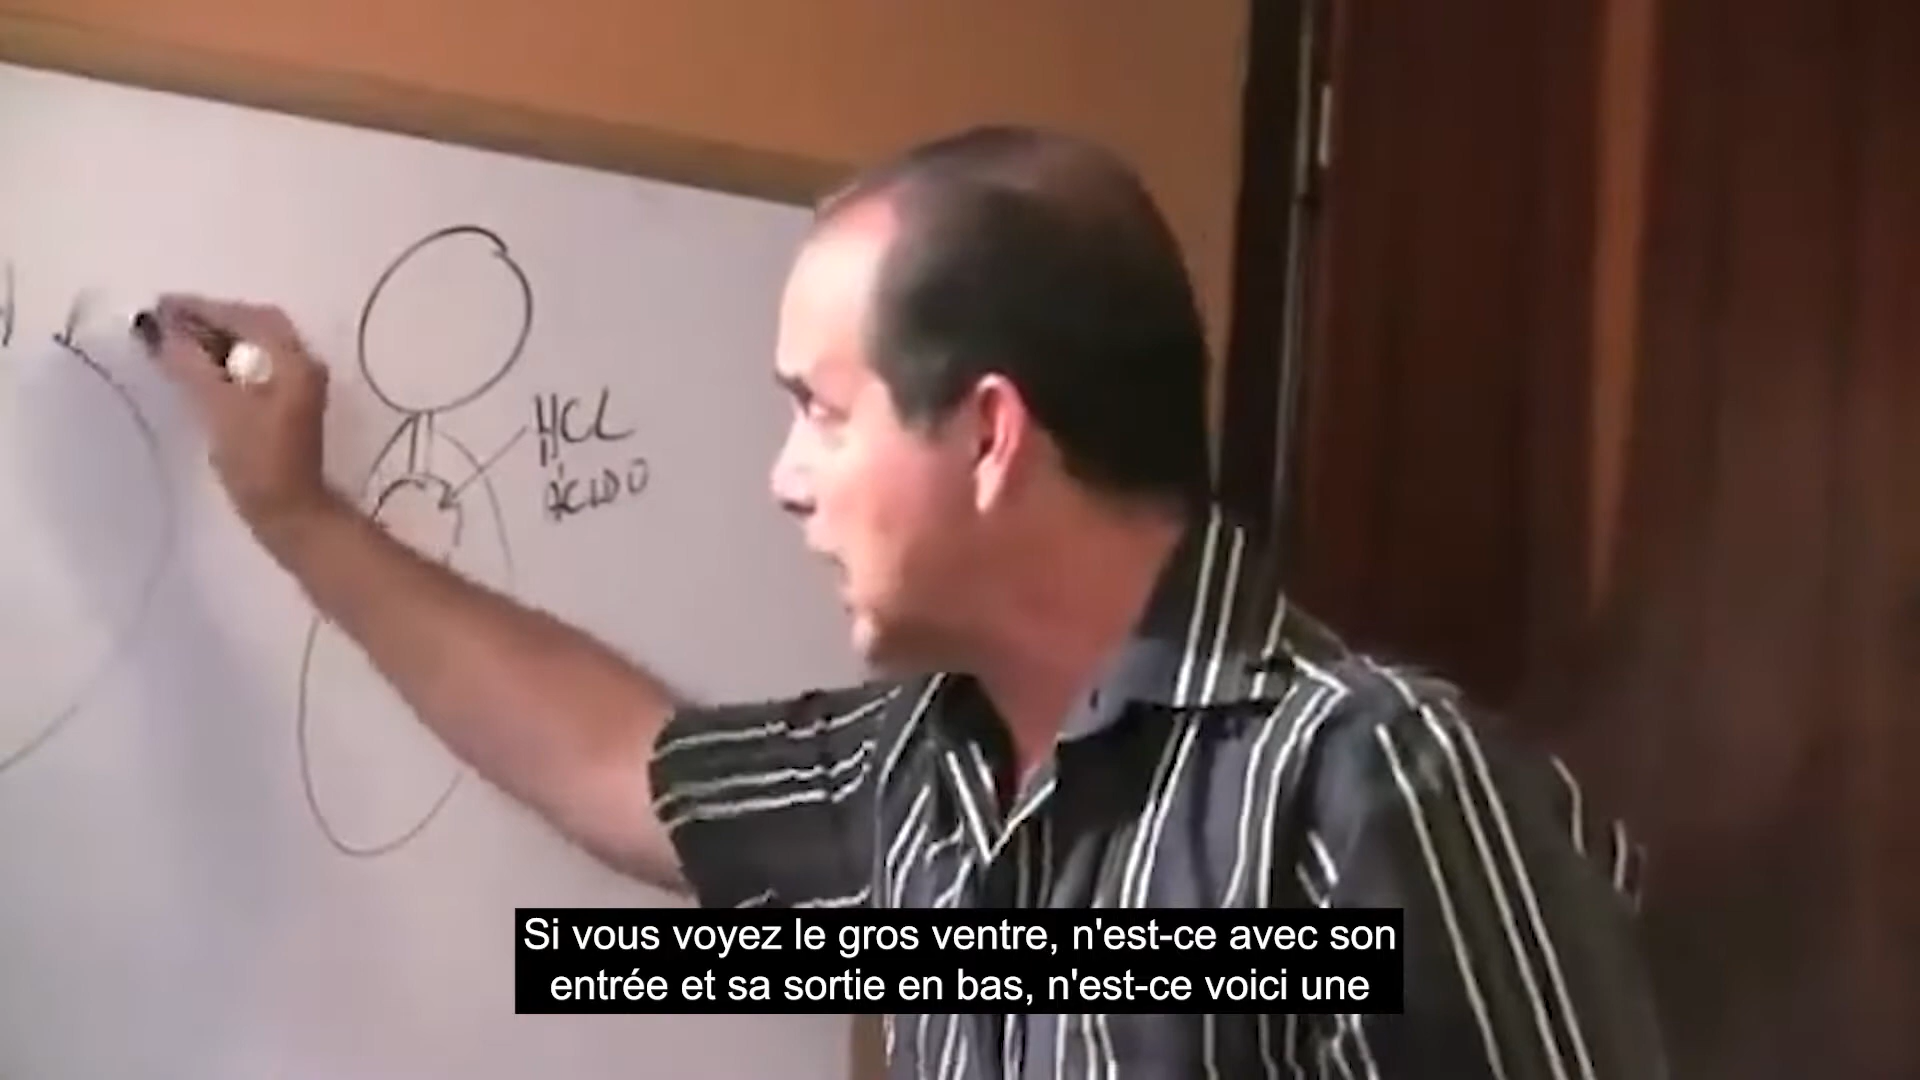 HCL
ÁCIDO
Si vous voyez le gros ventre, n'est-ce avec son
entrée et sa sortie en bas, n'est-ce voici une